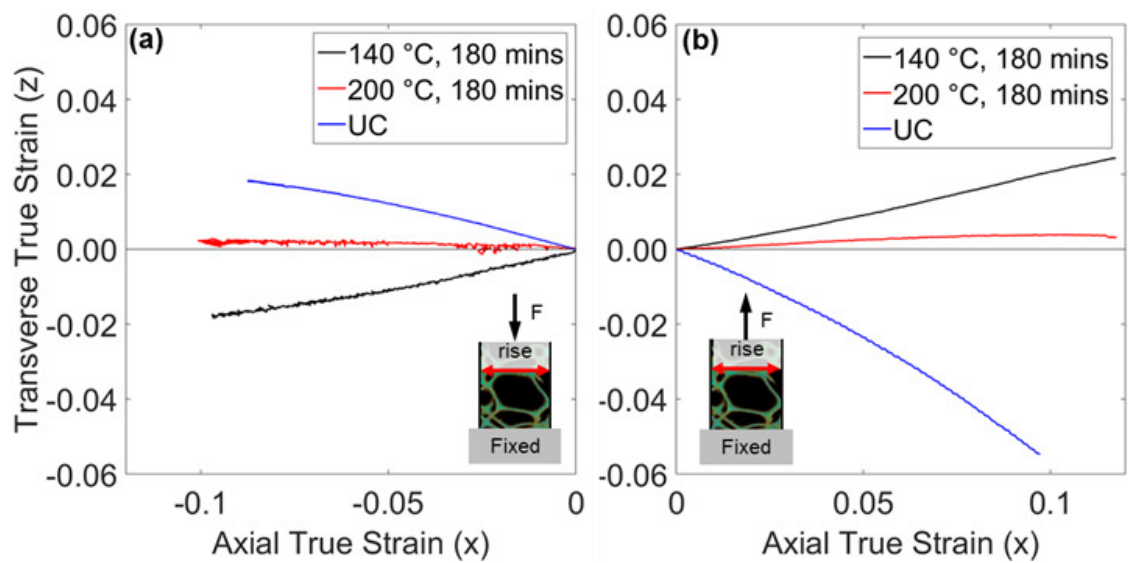 Transverse True Strain (z)
(a)
0.06
0.04
0.02
0.00
-0.02
-0.04
-0.06
140 °C, 180 mins
200 °C, 180 mins
UC
F
rise
Fixed
-0.1
-0.05
0
Axial True Strain (x)
(b)
0.06
0.04
0.02
0.00
-0.02
-0.04
-0.06
140 °C, 180 mins
200 °C, 180 mins
UC
F
rise
Fixed
0
0.05
0.1
Axial True Strain (x)